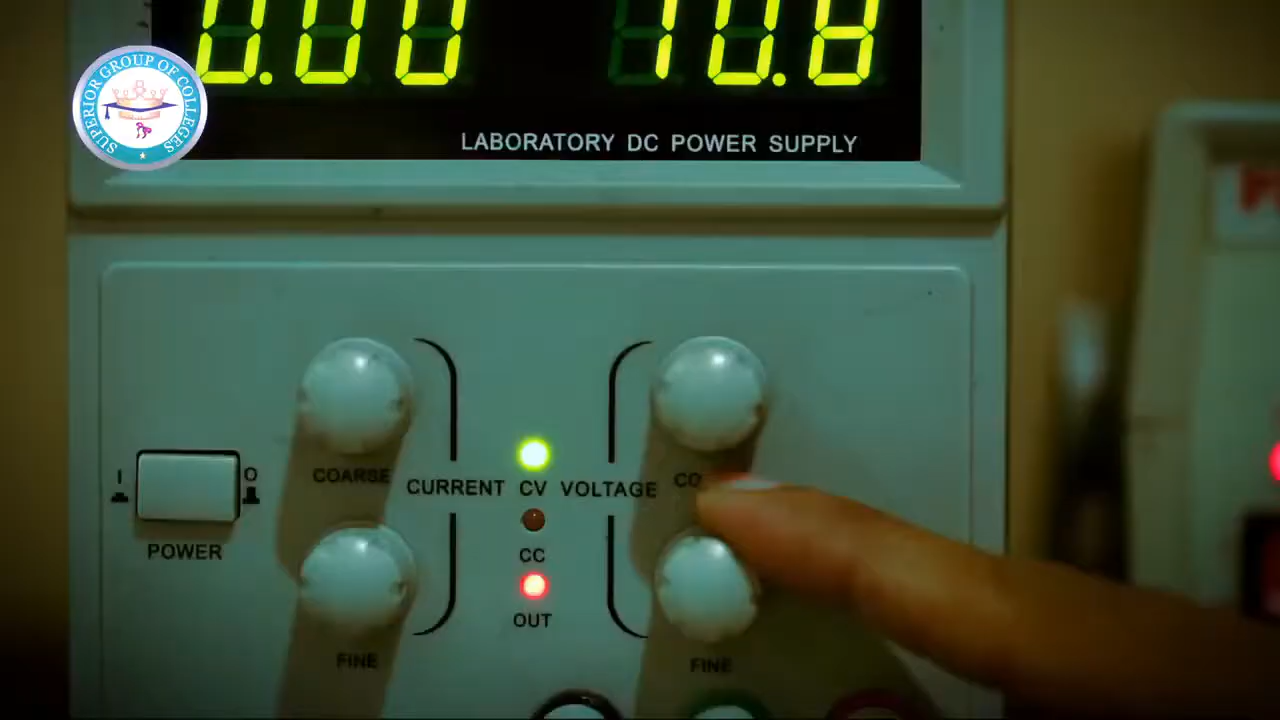 0.00 10.8
SUPERIOR GROUP OF COLLEGES
LABORATORY DC POWER SUPPLY
I
O
COARSE
CURRENT CV VOLTAGE
POWER
CC
OUT
FINE
FINE